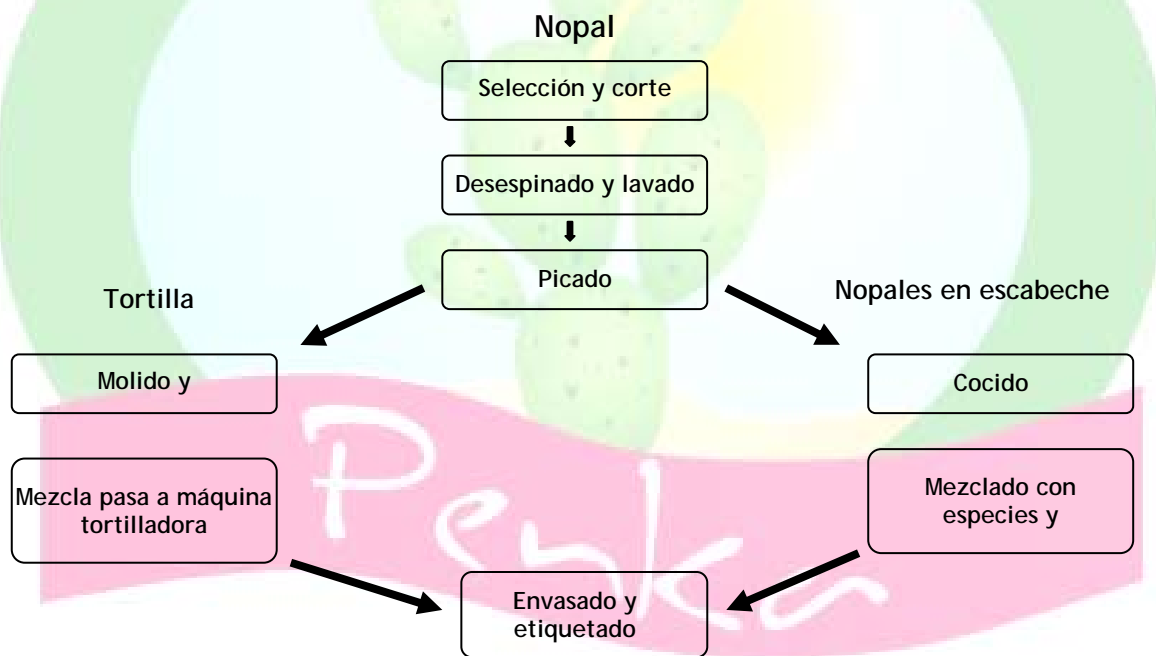 Nopal
Selección y corte
Desespinado y lavado
Picado
Tortilla
Nopales en escabeche
Molido y
Cocido
Mezcla pasa a máquina
tortilladora
Mezclado con
especies y
Penka
Envasado y
etiquetado